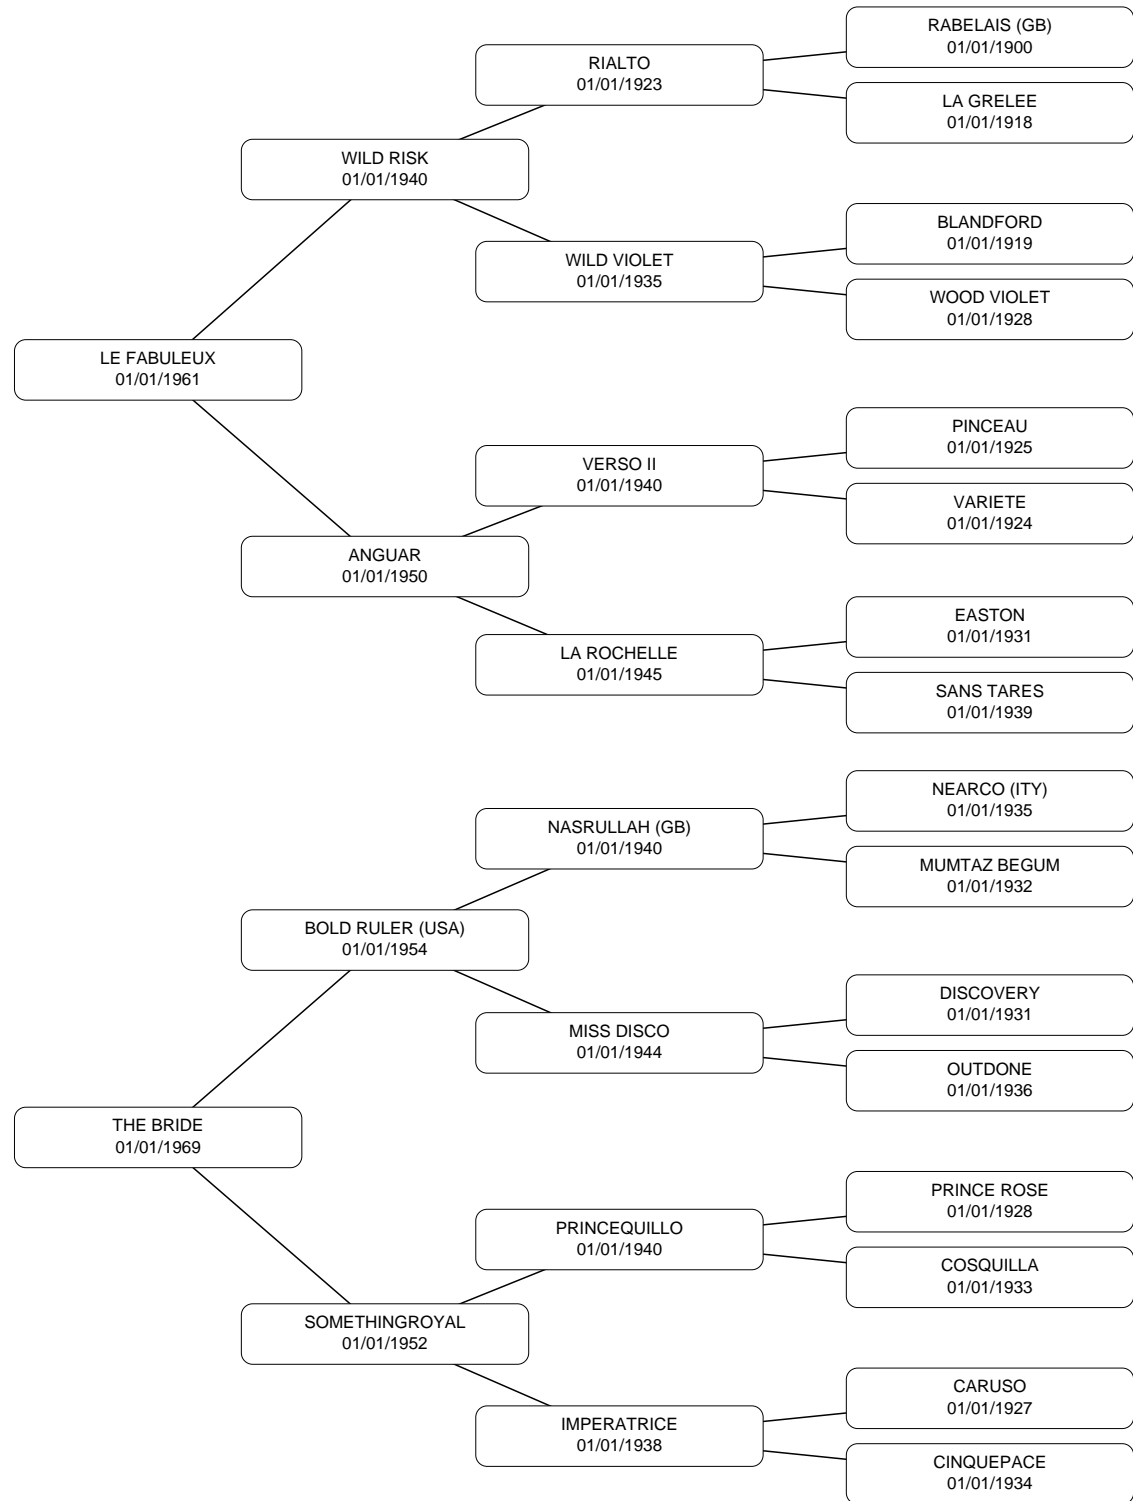 RABELAIS (GB)
01/01/1900
RIALTO
01/01/1923
LA GRELEE
01/01/1918
WILD RISK
01/01/1940
BLANDFORD
01/01/1919
WILD VIOLET
01/01/1935
WOOD VIOLET
01/01/1928
LE FABULEUX
01/01/1961
PINCEAU
01/01/1925
VERSO II
01/01/1940
VARIETE
01/01/1924
ANGUAR
01/01/1950
EASTON
01/01/1931
LA ROCHELLE
01/01/1945
SANS TARES
01/01/1939
NEARCO (ITY)
01/01/1935
NASRULLAH (GB)
01/01/1940
MUMTAZ BEGUM
01/01/1932
BOLD RULER (USA)
01/01/1954
DISCOVERY
01/01/1931
MISS DISCO
01/01/1944
OUTDONE
01/01/1936
THE BRIDE
01/01/1969
PRINCE ROSE
01/01/1928
PRINCEQUILLO
01/01/1940
COSQUILLA
01/01/1933
SOMETHINGROYAL
01/01/1952
CARUSO
01/01/1927
IMPERATRICE
01/01/1938
CINQUEPACE
01/01/1934